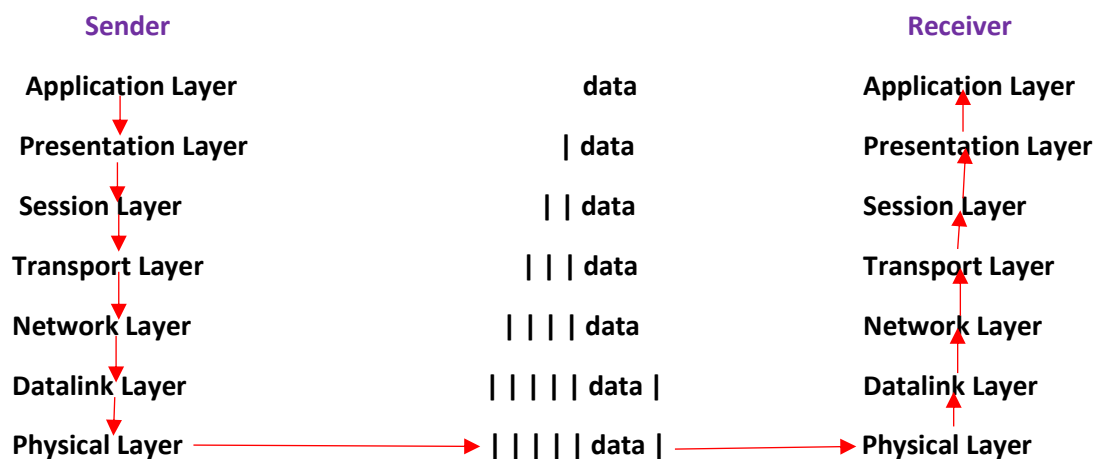 Sender Receiver
Application Layer data Application Layer
Presentation Layer | data Presentation Layer
Session Layer | | data Session Layer
Transport Layer | | | data Transport Layer
Network Layer | | | | data Network Layer
Datalink Layer | | | | | data | Datalink Layer
Physical Layer | | | | | data | Physical Layer